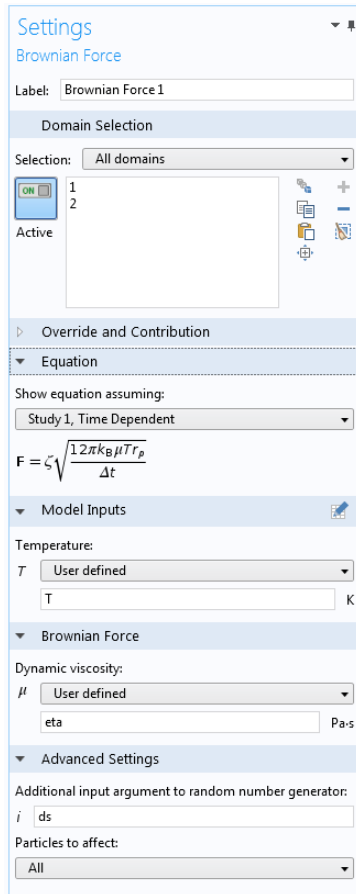 Settings
Brownian Force
Label: Brownian Force 1
Domain Selection
Selection: All domains
ON
1
2
Active
Override and Contribution
Equation
Show equation assuming:
Study 1, Time Dependent
F = ζ√(12πk_BμTr_p / Δt)
Model Inputs
Temperature:
T User defined
T K
Brownian Force
Dynamic viscosity:
μ User defined
eta Pa·s
Advanced Settings
Additional input argument to random number generator:
i ds
Particles to affect:
All